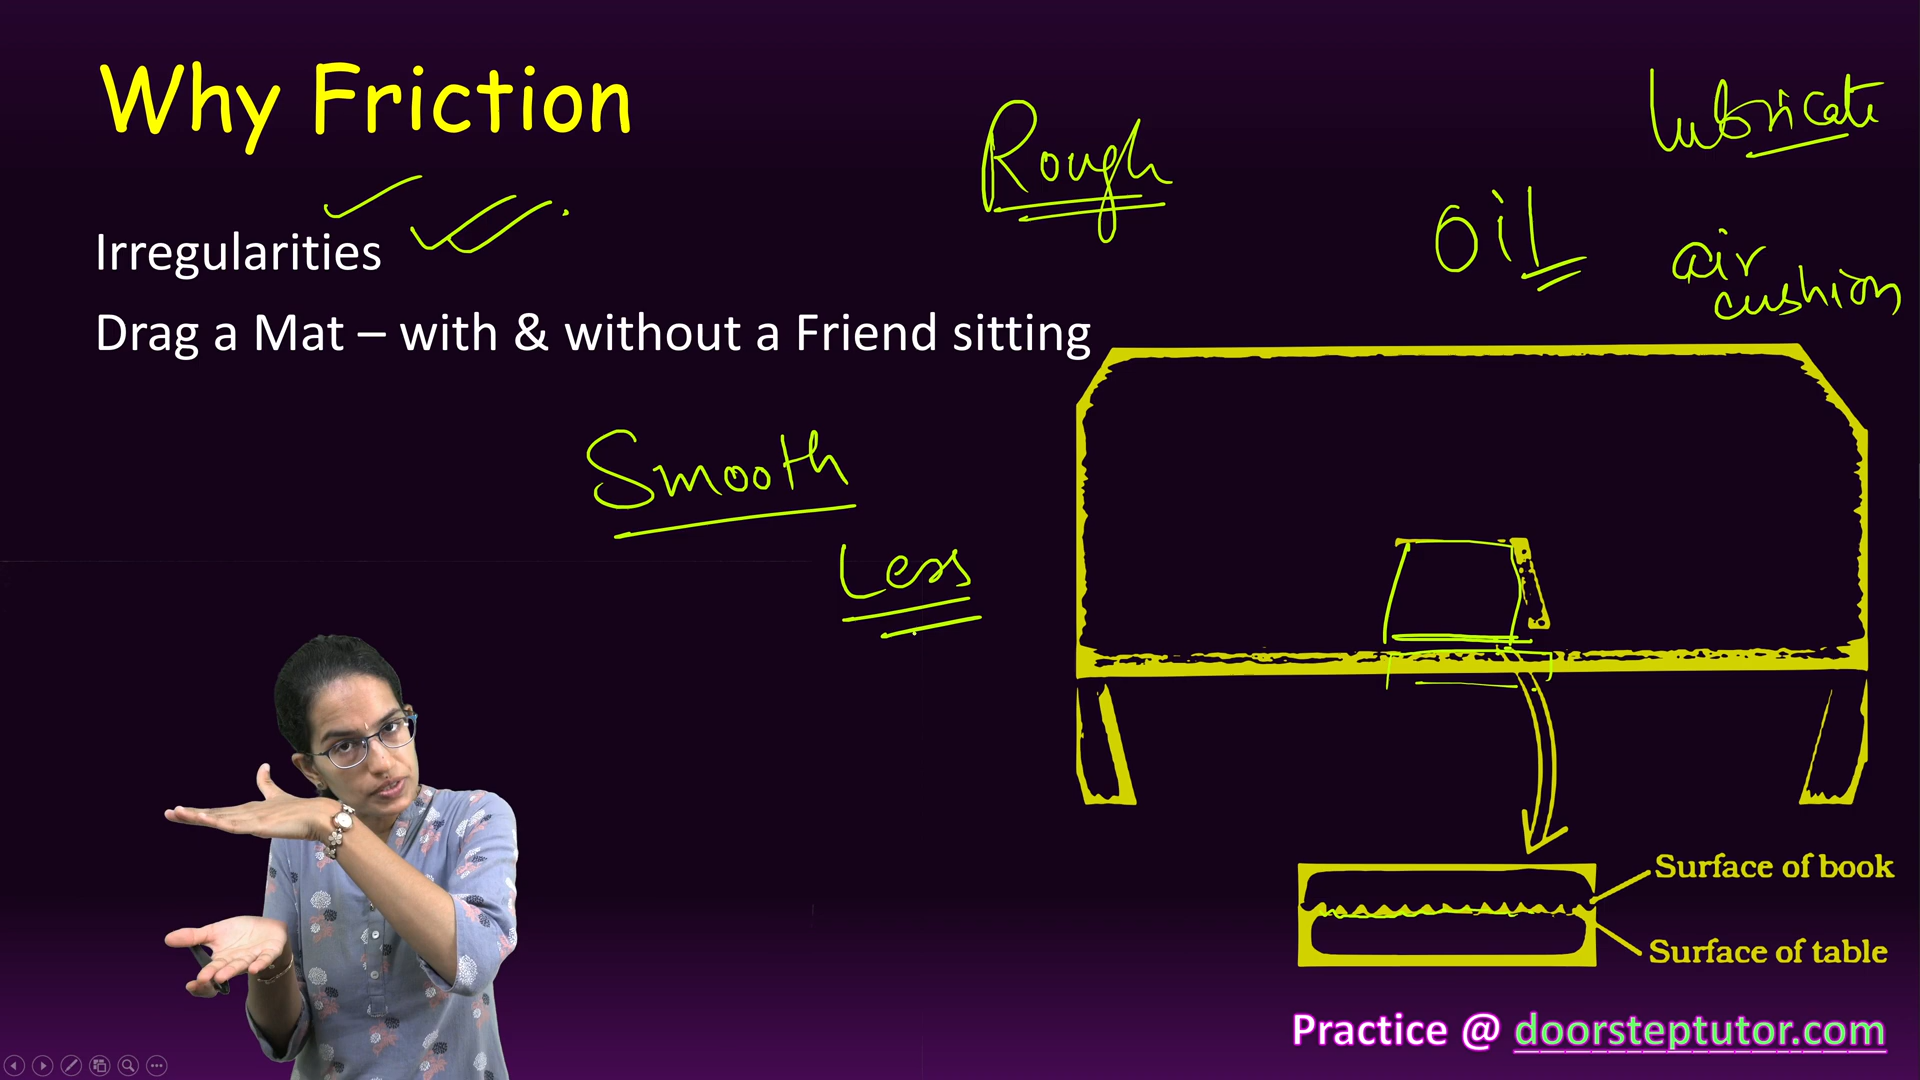 Why Friction
Rough
lubricate
OiL
air
cushion
Irregularities
Drag a Mat – with & without a Friend sitting
Smooth
Less
Surface of book
Surface of table
Practice @ doorsteptutor.com